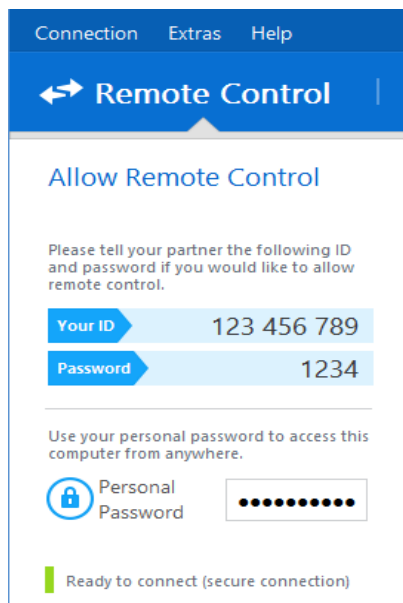 Connection Extras Help
Remote Control
Allow Remote Control
Please tell your partner the following ID
and password if you would like to allow
remote control.
Your ID 123 456 789
Password 1234
Use your personal password to access this
computer from anywhere.
Personal
Password ••••••••••
Ready to connect (secure connection)